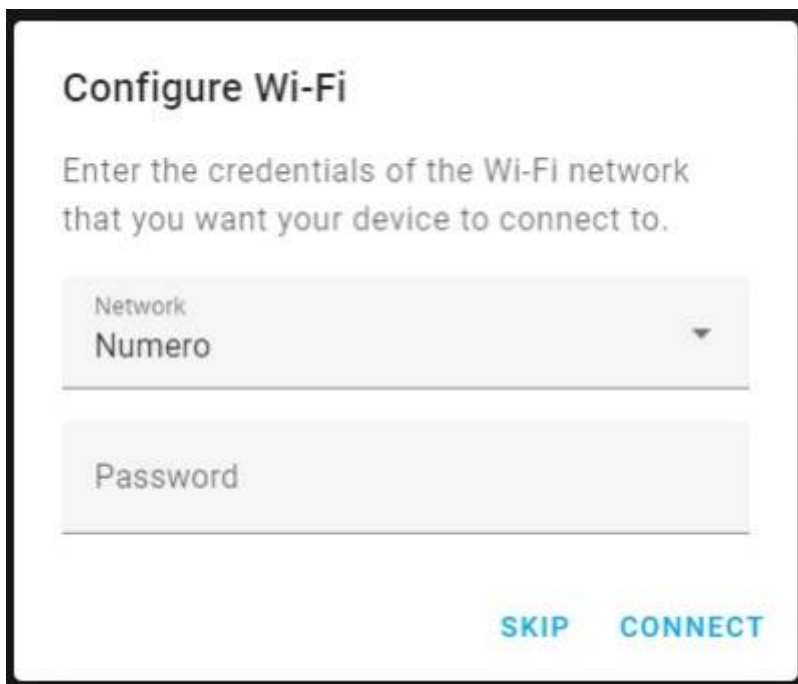 Configure Wi-Fi
Enter the credentials of the Wi-Fi network
that you want your device to connect to.
Network
Numero
Password
SKIP CONNECT